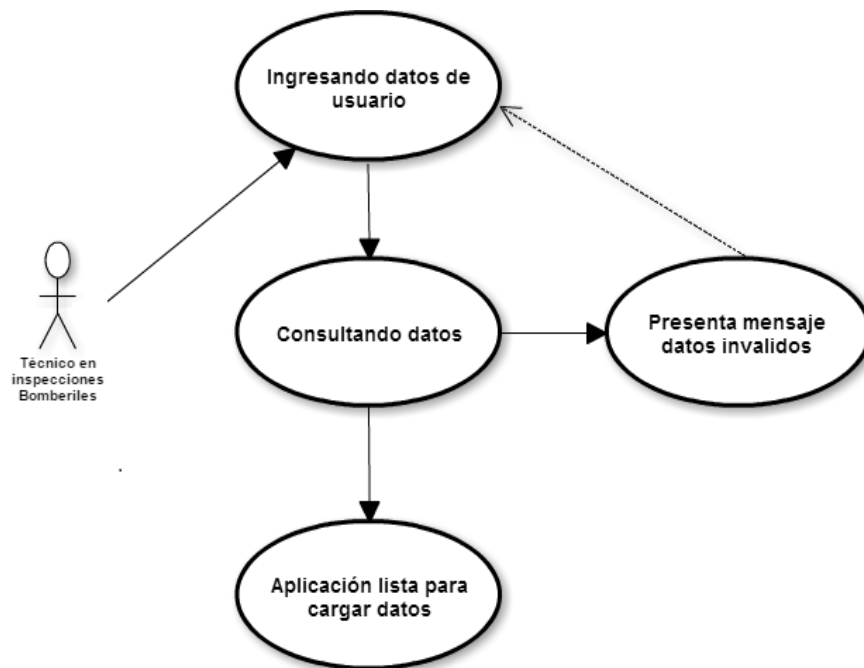 Ingresando datos de
usuario
Consultando datos
Presenta mensaje
datos invalidos
Técnico en
inspecciones
Bomberiles
Aplicación lista para
cargar datos